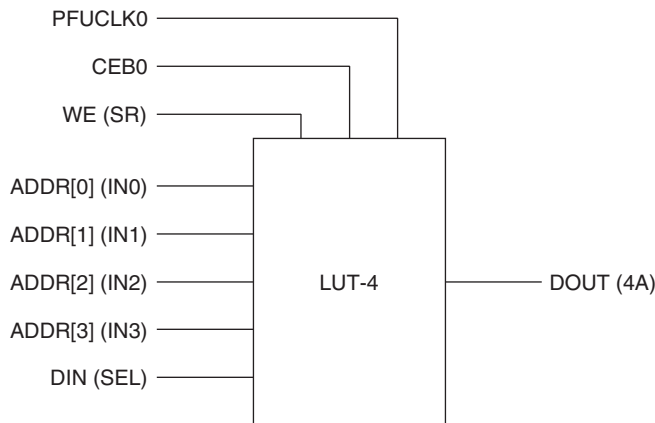 PFUCLK0
CEB0
WE (SR)
ADDR[0] (IN0)
ADDR[1] (IN1)
ADDR[2] (IN2)
LUT-4
DOUT (4A)
ADDR[3] (IN3)
DIN (SEL)